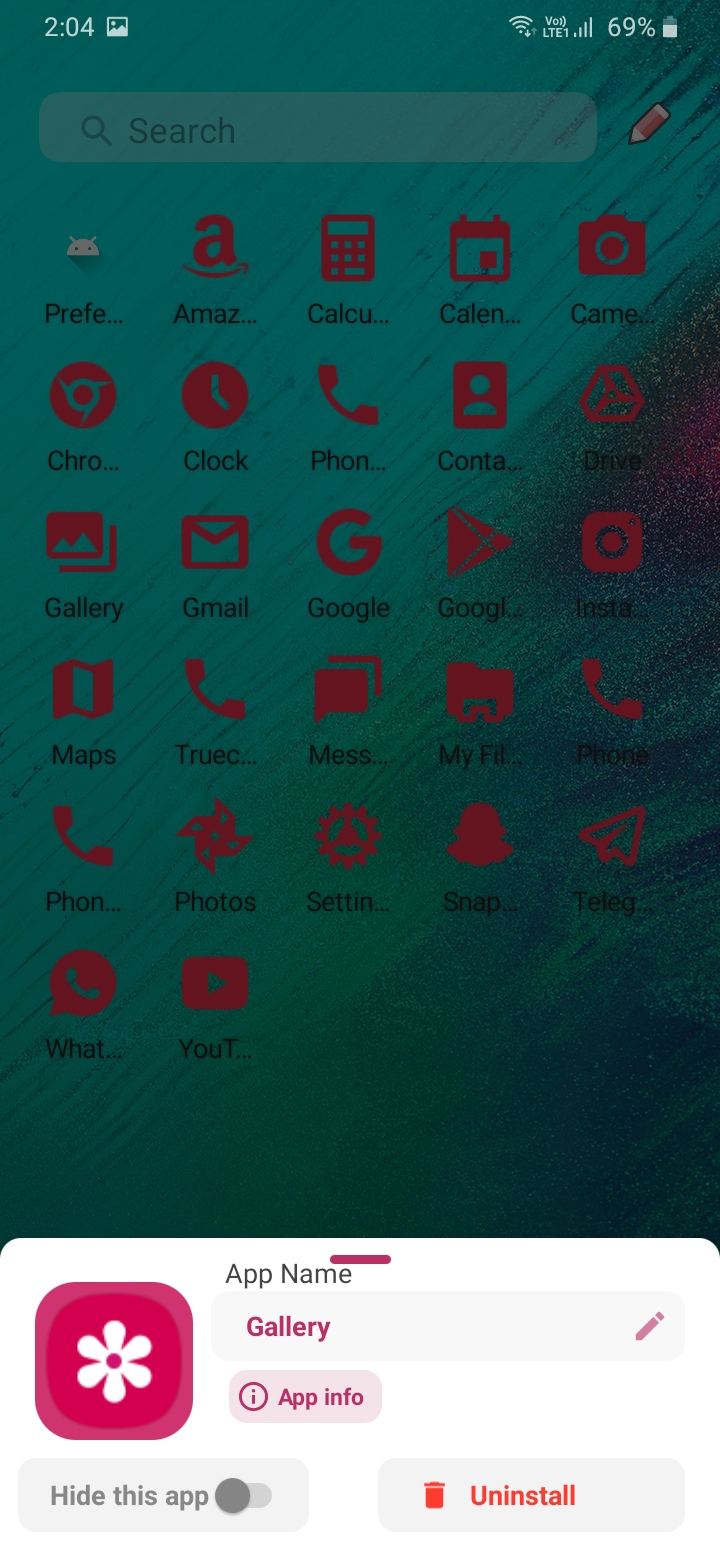 2:04 Vo)) LTE1 69%
Search
Prefe... Amaz... Calcu... Calen... Came...
Chro... Clock Phon... Conta... Drive
Gallery Gmail Google Googl... Insta...
Maps Truec... Mess... My Fil... Phone
Phon... Photos Settin... Snap... Teleg...
What... YouT...
App Name
Gallery
App info
Hide this app Uninstall